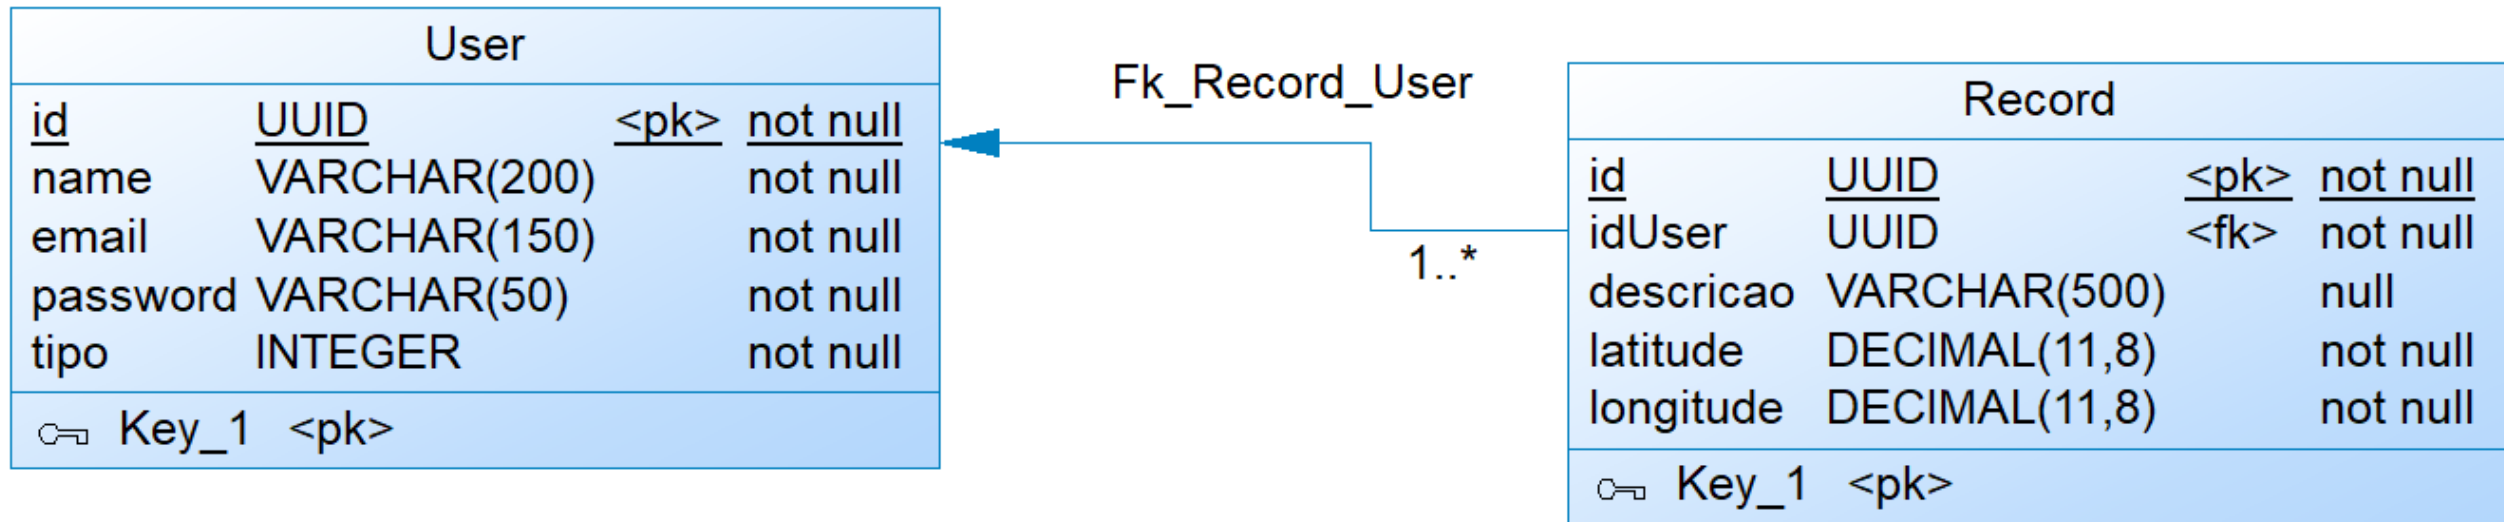 User
id UUID <pk> not null
name VARCHAR(200) not null
email VARCHAR(150) not null
password VARCHAR(50) not null
tipo INTEGER not null
Key_1 <pk>
Fk_Record_User
1..*
Record
id UUID <pk> not null
idUser UUID <fk> not null
descricao VARCHAR(500) null
latitude DECIMAL(11,8) not null
longitude DECIMAL(11,8) not null
Key_1 <pk>